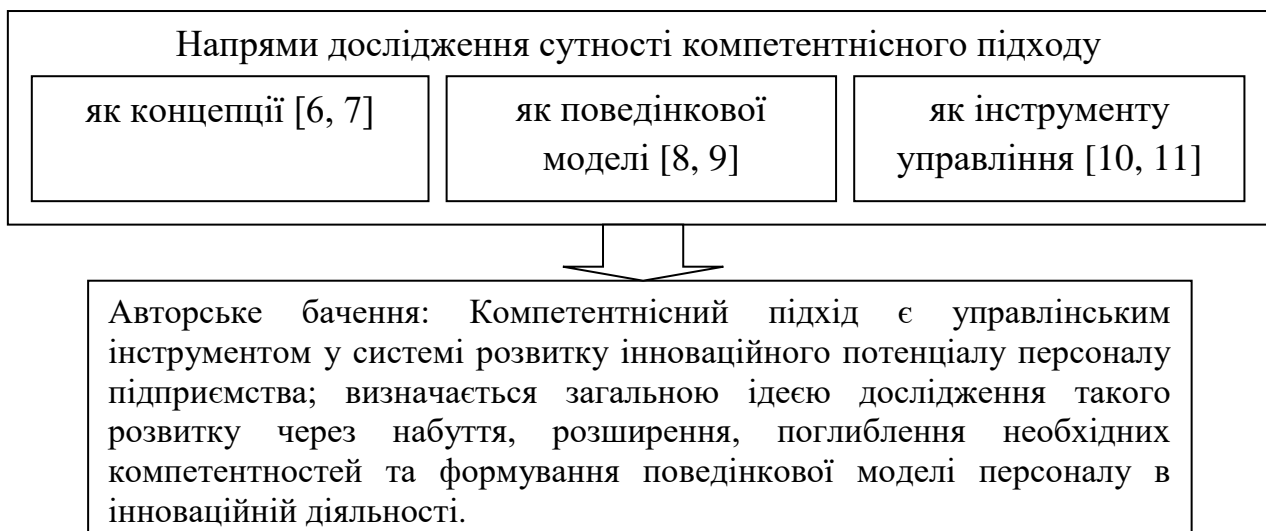 Напрями дослідження сутності компетентнісного підходу
як концепції [6, 7]
як поведінкової
моделі [8, 9]
як інструменту
управління [10, 11]
Авторське бачення: Компетентнісний підхід є управлінським
інструментом у системі розвитку інноваційного потенціалу персоналу
підприємства; визначається загальною ідеєю дослідження такого
розвитку через набуття, розширення, поглиблення необхідних
компетентностей та формування поведінкової моделі персоналу в
інноваційній діяльності.